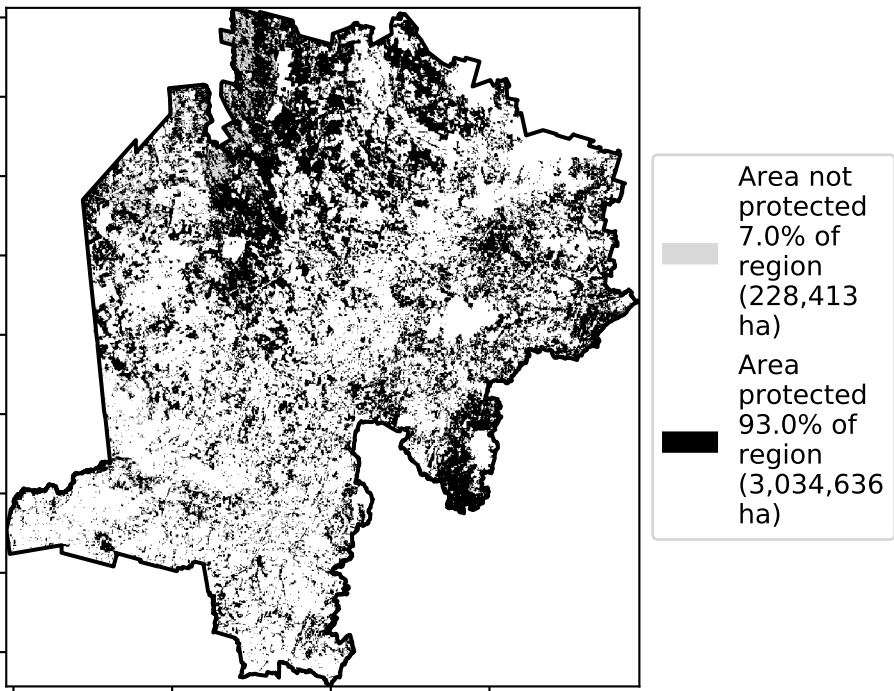 Area not
protected
7.0% of
region
(228,413
ha)
Area
protected
93.0% of
region
(3,034,636
ha)